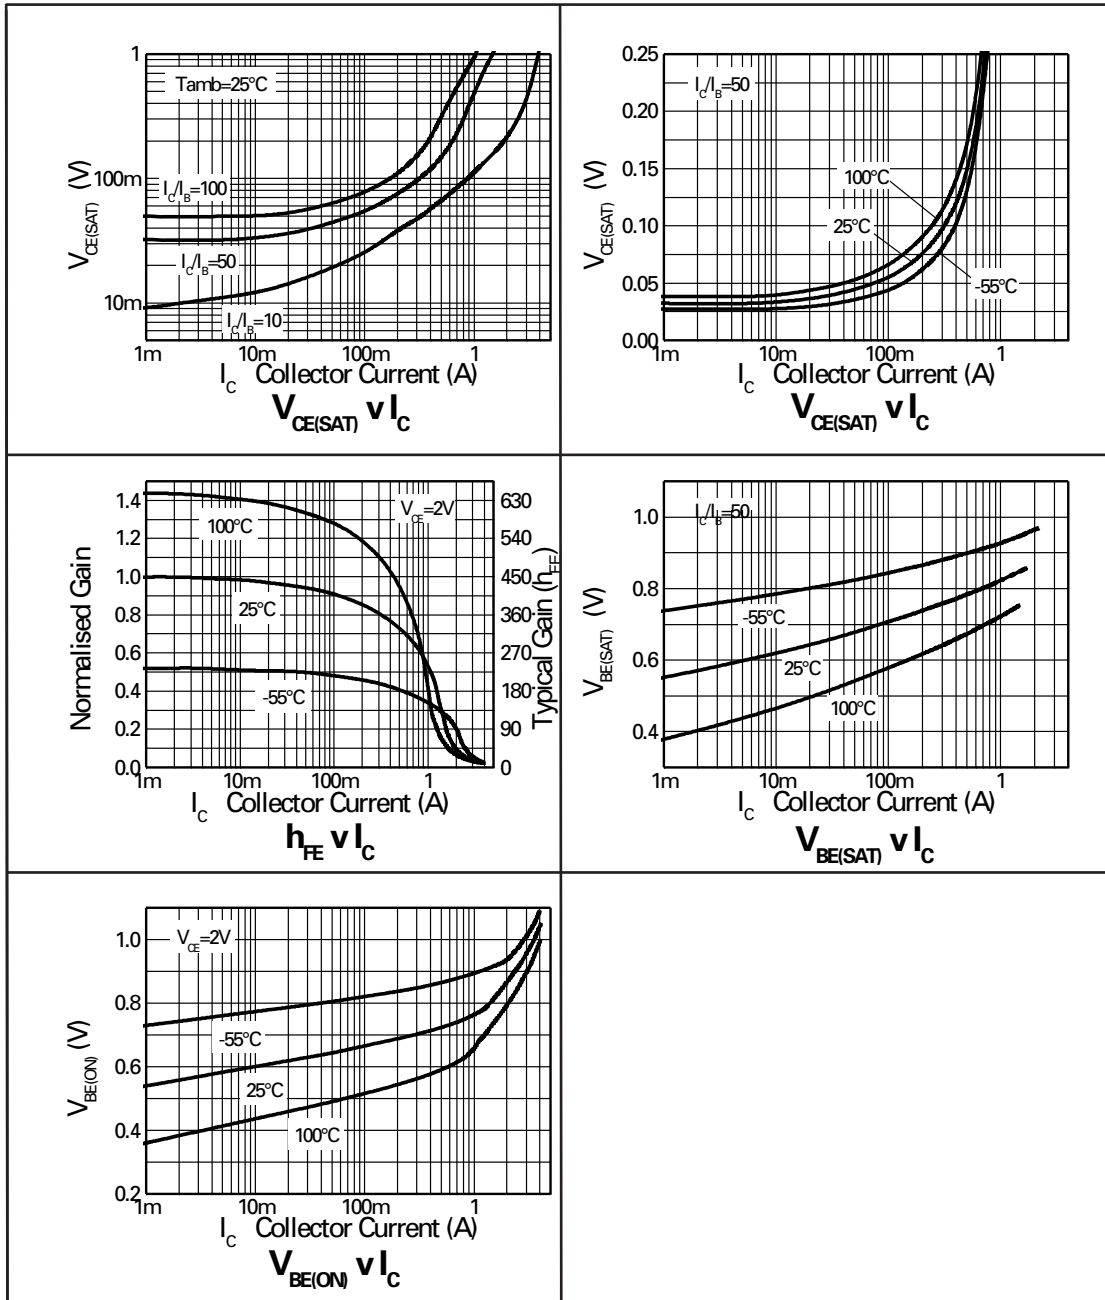 1
100m
10m
V_CE(SAT) (V)
Tamb=25°C
I_C/I_B=100
I_C/I_B=50
I_C/I_B=10
1m 10m 100m 1
I_C Collector Current (A)
V_CE(SAT) v I_C
0.25
0.20
0.15
0.10
0.05
0.00
V_CE(SAT) (V)
I_C/I_B=50
100°C
25°C
-55°C
1m 10m 100m 1
I_C Collector Current (A)
V_CE(SAT) v I_C
1.4
1.2
1.0
0.8
0.6
0.4
0.2
0.0
Normalised Gain
V_CE=2V
100°C
25°C
-55°C
630
540
450
360
270
180
90
0
Typical Gain (h_FE)
1m 10m 100m 1
I_C Collector Current (A)
h_FE v I_C
1.0
0.8
0.6
0.4
V_BE(SAT) (V)
I_C/I_B=50
-55°C
25°C
100°C
1m 10m 100m 1
I_C Collector Current (A)
V_BE(SAT) v I_C
1.0
0.8
0.6
0.4
0.2
V_BE(ON) (V)
V_CE=2V
-55°C
25°C
100°C
1m 10m 100m 1
I_C Collector Current (A)
V_BE(ON) v I_C